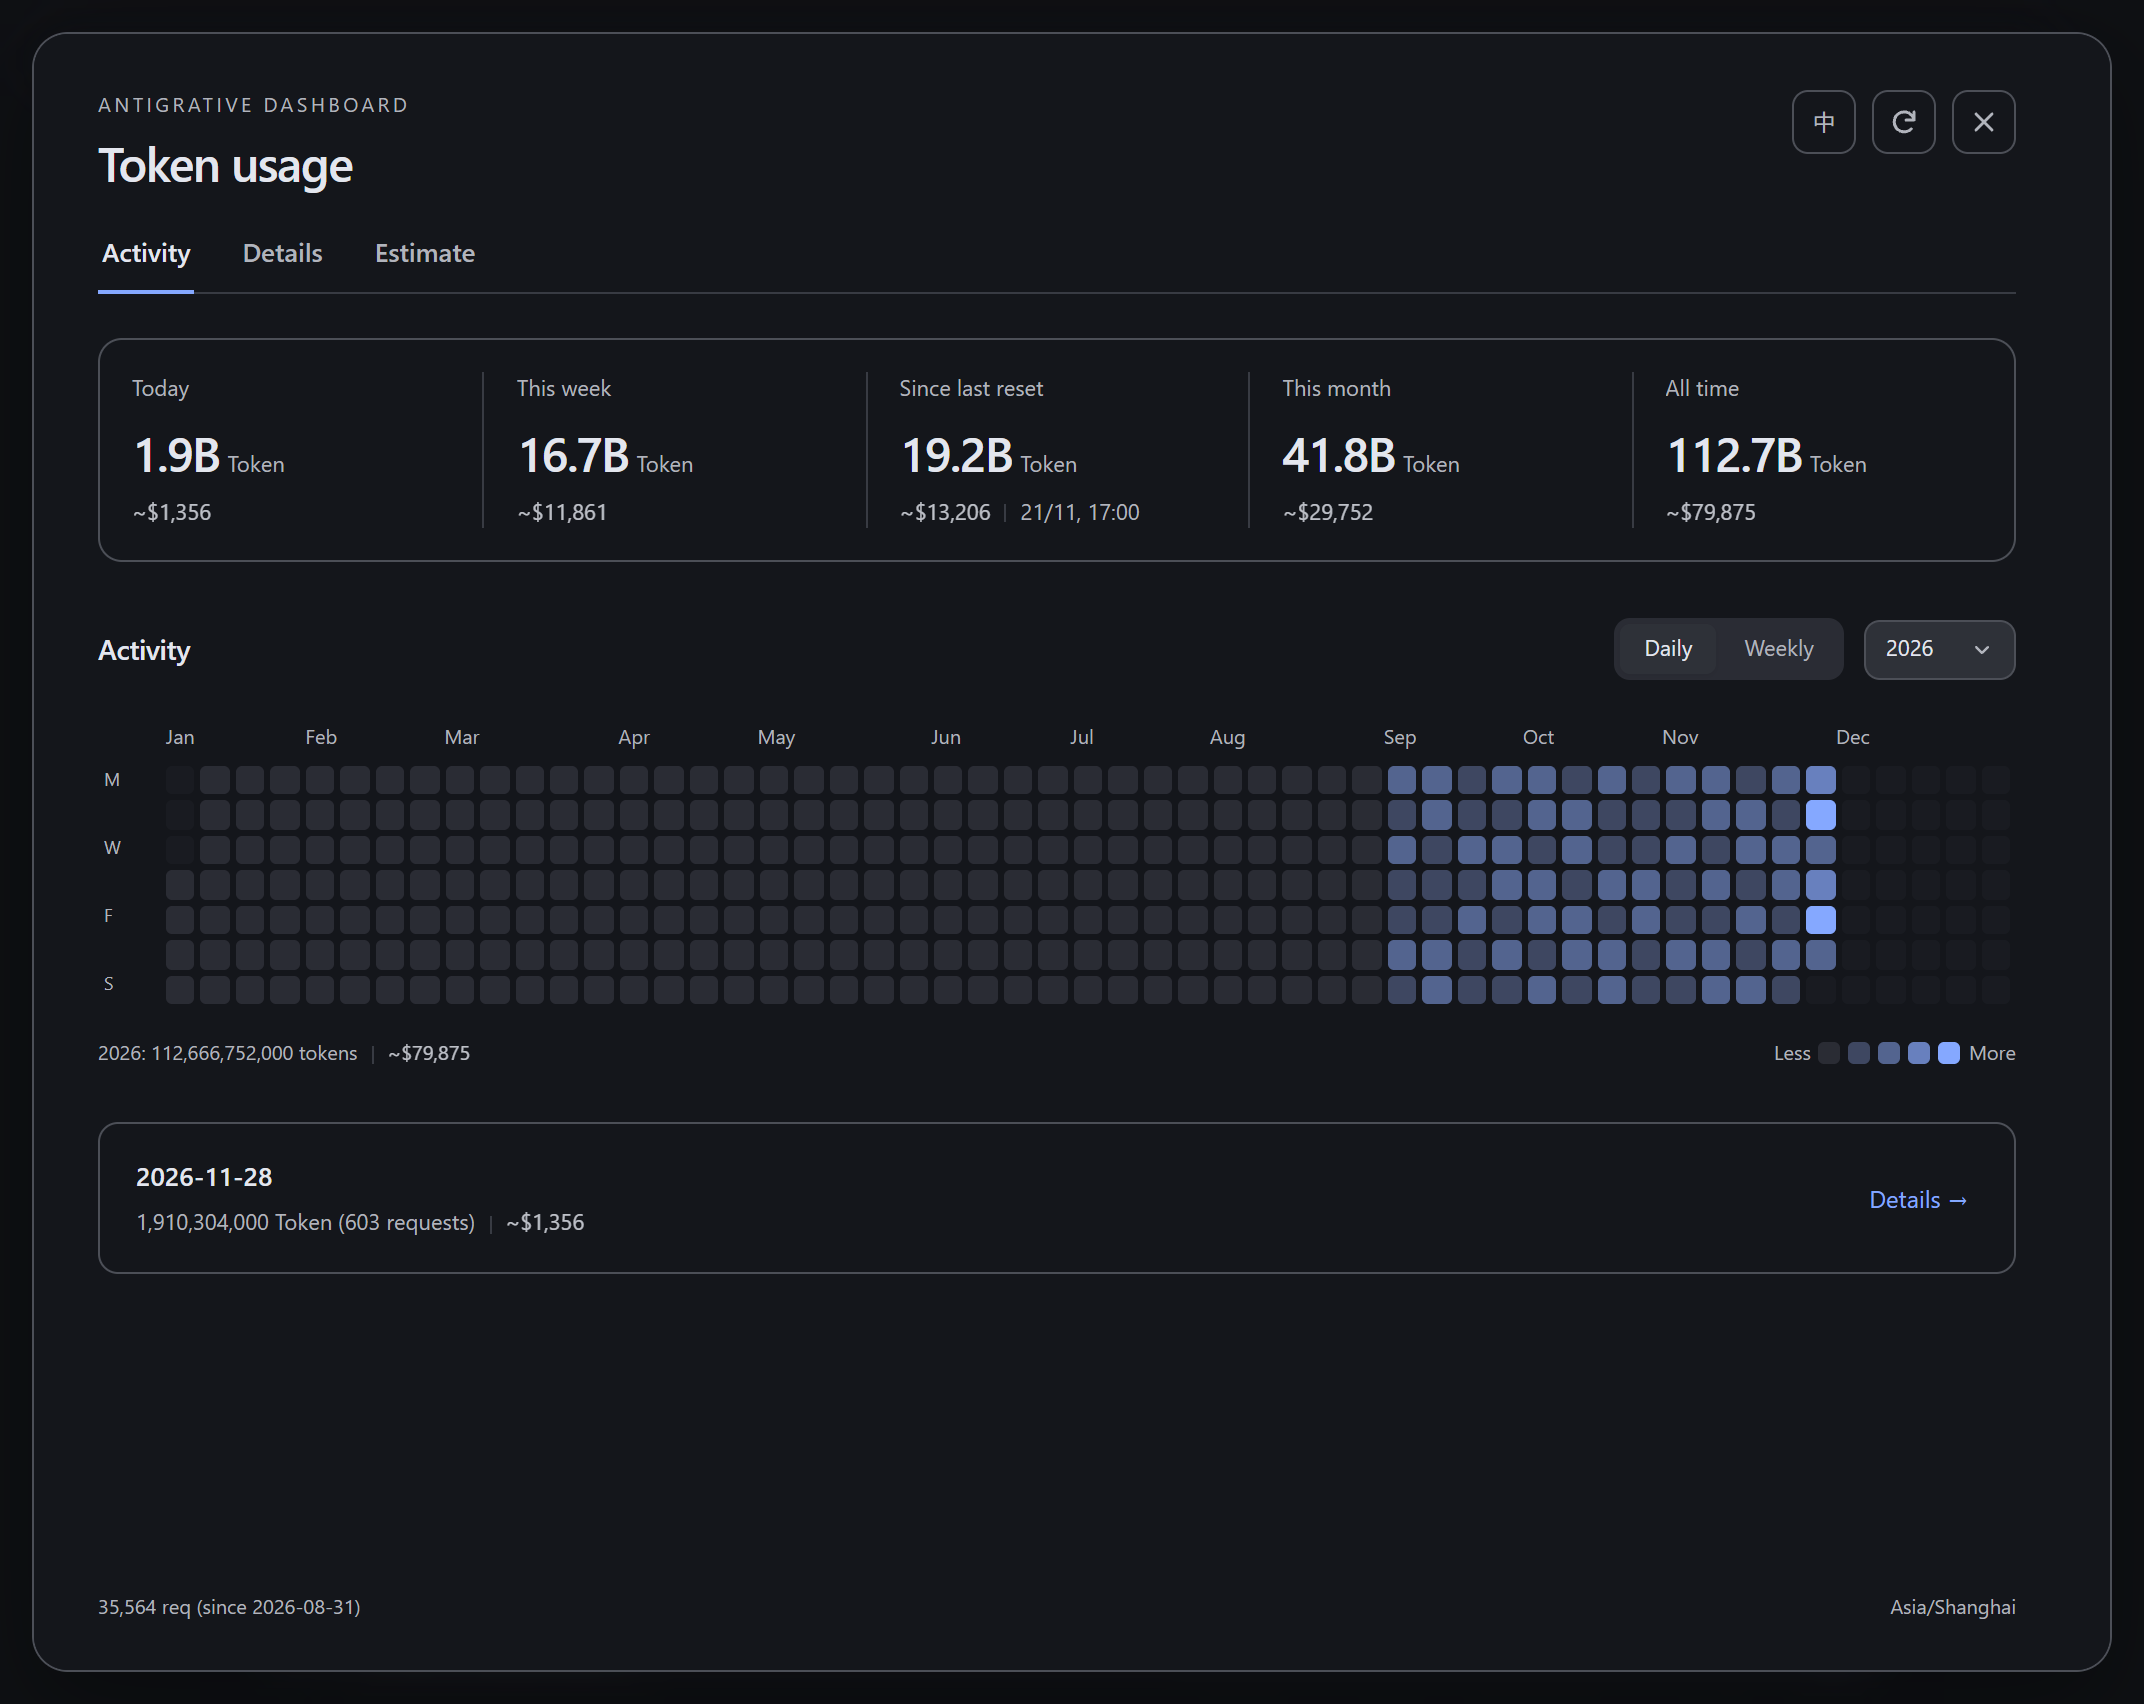 ANTIGRATIVE DASHBOARD
中
Token usage
Activity Details Estimate
Today This week Since last reset This month All time
1.9B Token 16.7B Token 19.2B Token 41.8B Token 112.7B Token
~$1,356 ~$11,861 ~$13,206 | 21/11, 17:00 ~$29,752 ~$79,875
Activity Daily Weekly 2026
Jan Feb Mar Apr May Jun Jul Aug Sep Oct Nov Dec
M
W
F
S
2026: 112,666,752,000 tokens | ~$79,875 Less More
2026-11-28
1,910,304,000 Token (603 requests) | ~$1,356 Details →
35,564 req (since 2026-08-31) Asia/Shanghai